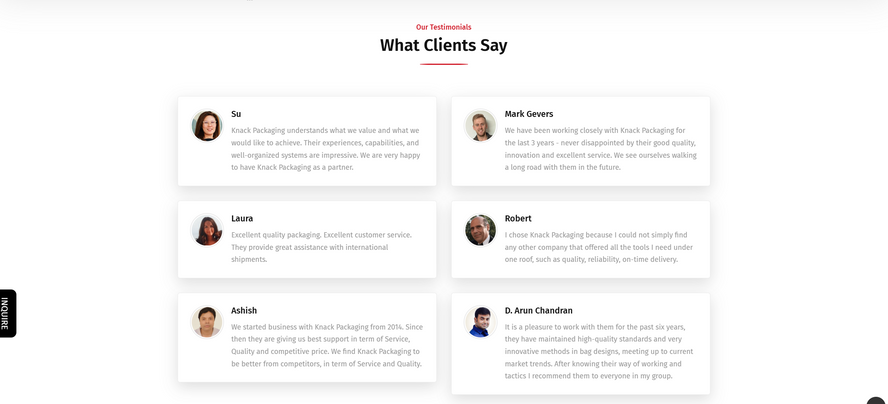 Our Testimonials
What Clients Say
Su
Knack Packaging understands what we value and what we
would like to achieve. Their experiences, capabilities, and
well-organized systems are impressive. We are very happy
to have Knack Packaging as a partner.
Mark Gevers
We have been working closely with Knack Packaging for
the last 3 years - never disappointed by their good quality,
innovation and excellent service. We see ourselves walking
a long road with them in the future.
Laura
Excellent quality packaging. Excellent customer service.
They provide great assistance with international
shipments.
Robert
I chose Knack Packaging because I could not simply find
any other company that offered all the tools I need under
one roof, such as quality, reliability, on-time delivery.
INQUIRE
Ashish
We started business with Knack Packaging from 2014. Since
then they are giving us best support in term of Service,
Quality and competitive price. We find Knack Packaging to
be better from competitors, in term of Service and Quality.
D. Arun Chandran
It is a pleasure to work with them for the past six years,
they have maintained high-quality standards and very
innovative methods in bag designs, meeting up to current
market trends. After knowing their way of working and
tactics I recommend them to everyone in my group.